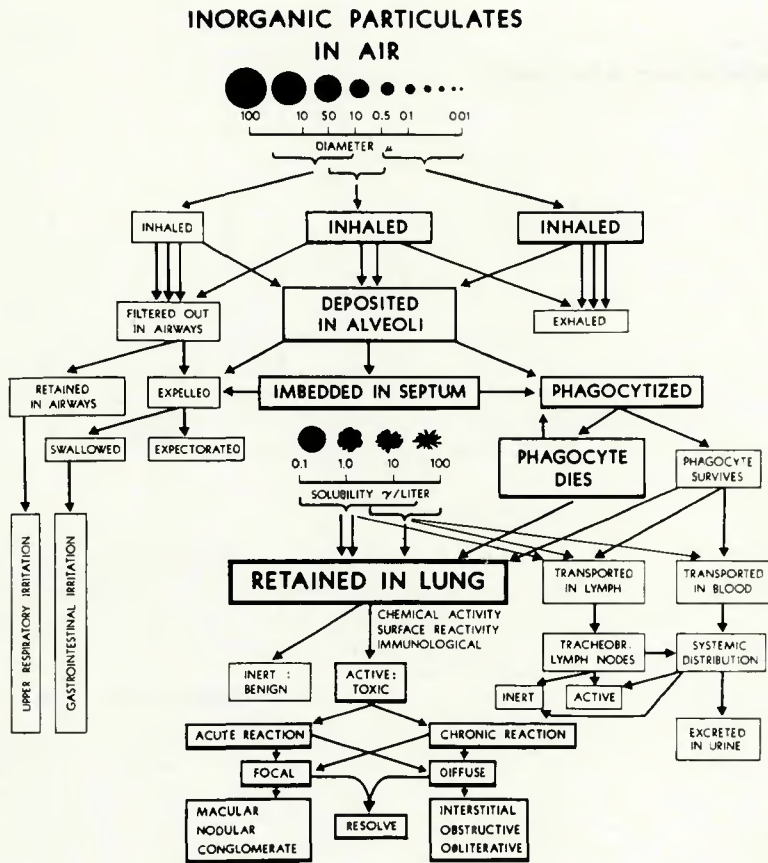 INORGANIC PARTICULATES
IN AIR
100 10 50 10 0.5 01 0.01
DIAMETER μ
INHALED
INHALED
INHALED
FILTERED OUT
IN AIRWAYS
DEPOSITED
IN ALVEOLI
EXHALED
RETAINED
IN AIRWAYS
EXPELLED
IMBEDDED IN SEPTUM
PHAGOCYTIZED
SWALLOWED
EXPECTORATED
0.1 1.0 10 100
SOLUBILITY γ/LITER
PHAGOCYTE
DIES
PHAGOCYTE
SURVIVES
UPPER RESPIRATORY IRRITATION
GASTROINTESTINAL IRRITATION
RETAINED IN LUNG
TRANSPORTED
IN LYMPH
TRANSPORTED
IN BLOOD
CHEMICAL ACTIVITY
SURFACE REACTIVITY
IMMUNOLOGICAL
INERT :
BENIGN
ACTIVE:
TOXIC
TRACHEOBR.
LYMPH NODES
SYSTEMIC
DISTRIBUTION
INERT
ACTIVE
ACUTE REACTION
CHRONIC REACTION
EXCRETED
IN URINE
FOCAL
DIFFUSE
MACULAR
NODULAR
CONGLOMERATE
RESOLVE
INTERSTITIAL
OBSTRUCTIVE
OBLITERATIVE